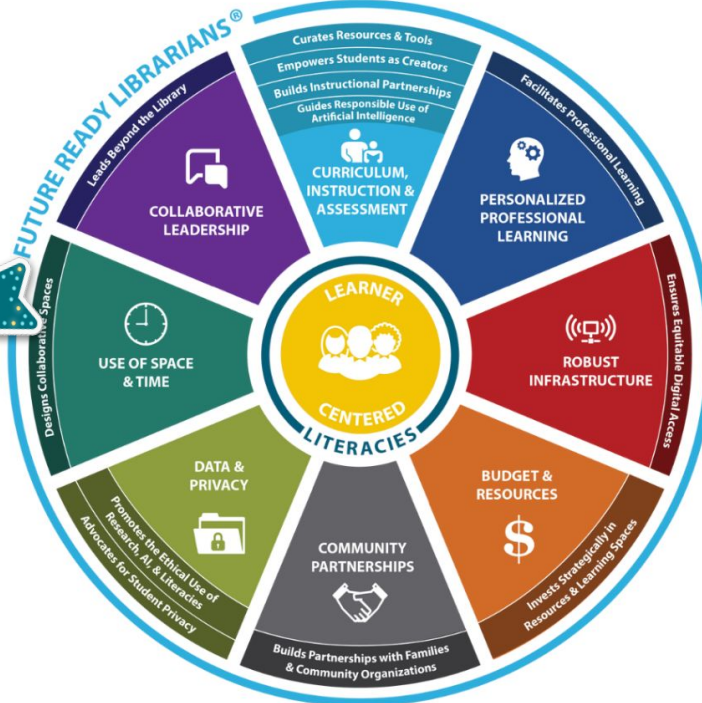 FUTURE READY LIBRARIANS®
Curates Resources & Tools
Empowers Students as Creators
Builds Instructional Partnerships
Guides Responsible Use of
Artificial Intelligence
CURRICULUM,
INSTRUCTION &
ASSESSMENT
Facilitates Professional Learning
PERSONALIZED
PROFESSIONAL
LEARNING
Ensures Equitable Digital Access
ROBUST
INFRASTRUCTURE
Invests Strategically in
Resources & Learning Spaces
BUDGET &
RESOURCES
$
COMMUNITY
PARTNERSHIPS
Builds Partnerships with Families
& Community Organizations
DATA &
PRIVACY
Promotes the Ethical Use of
Research, AI, & Literacies
Advocates for Student Privacy
USE OF SPACE
& TIME
Designs Collaborative Spaces
Leads Beyond the Library
COLLABORATIVE
LEADERSHIP
LEARNER
CENTERED
LITERACIES